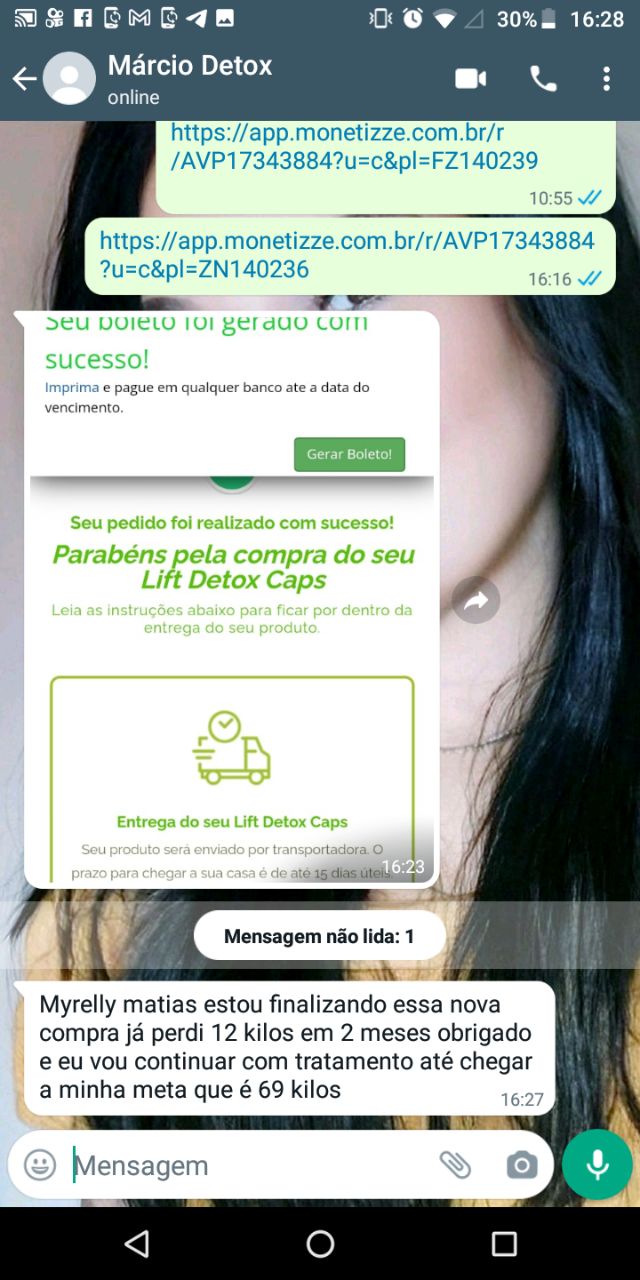 30% 16:28
Márcio Detox
online
https://app.monetizze.com.br/r
/AVP17343884?u=c&pl=FZ140239
10:55
https://app.monetizze.com.br/r/AVP17343884
?u=c&pl=ZN140236
16:16
Seu boleto foi gerado com
sucesso!
Imprima e pague em qualquer banco ate a data do
vencimento.
Gerar Boleto!
Seu pedido foi realizado com sucesso!
Parabéns pela compra do seu
Lift Detox Caps
Leia as instruções abaixo para ficar por dentro da
entrega do seu produto.
Entrega do seu Lift Detox Caps
Seu produto será enviado por transportadora. O
prazo para chegar a sua casa é de até 15 dias úteis.
16:23
Mensagem não lida: 1
Myrelly matias estou finalizando essa nova
compra já perdi 12 kilos em 2 meses obrigado
e eu vou continuar com tratamento até chegar
a minha meta que é 69 kilos
16:27
Mensagem